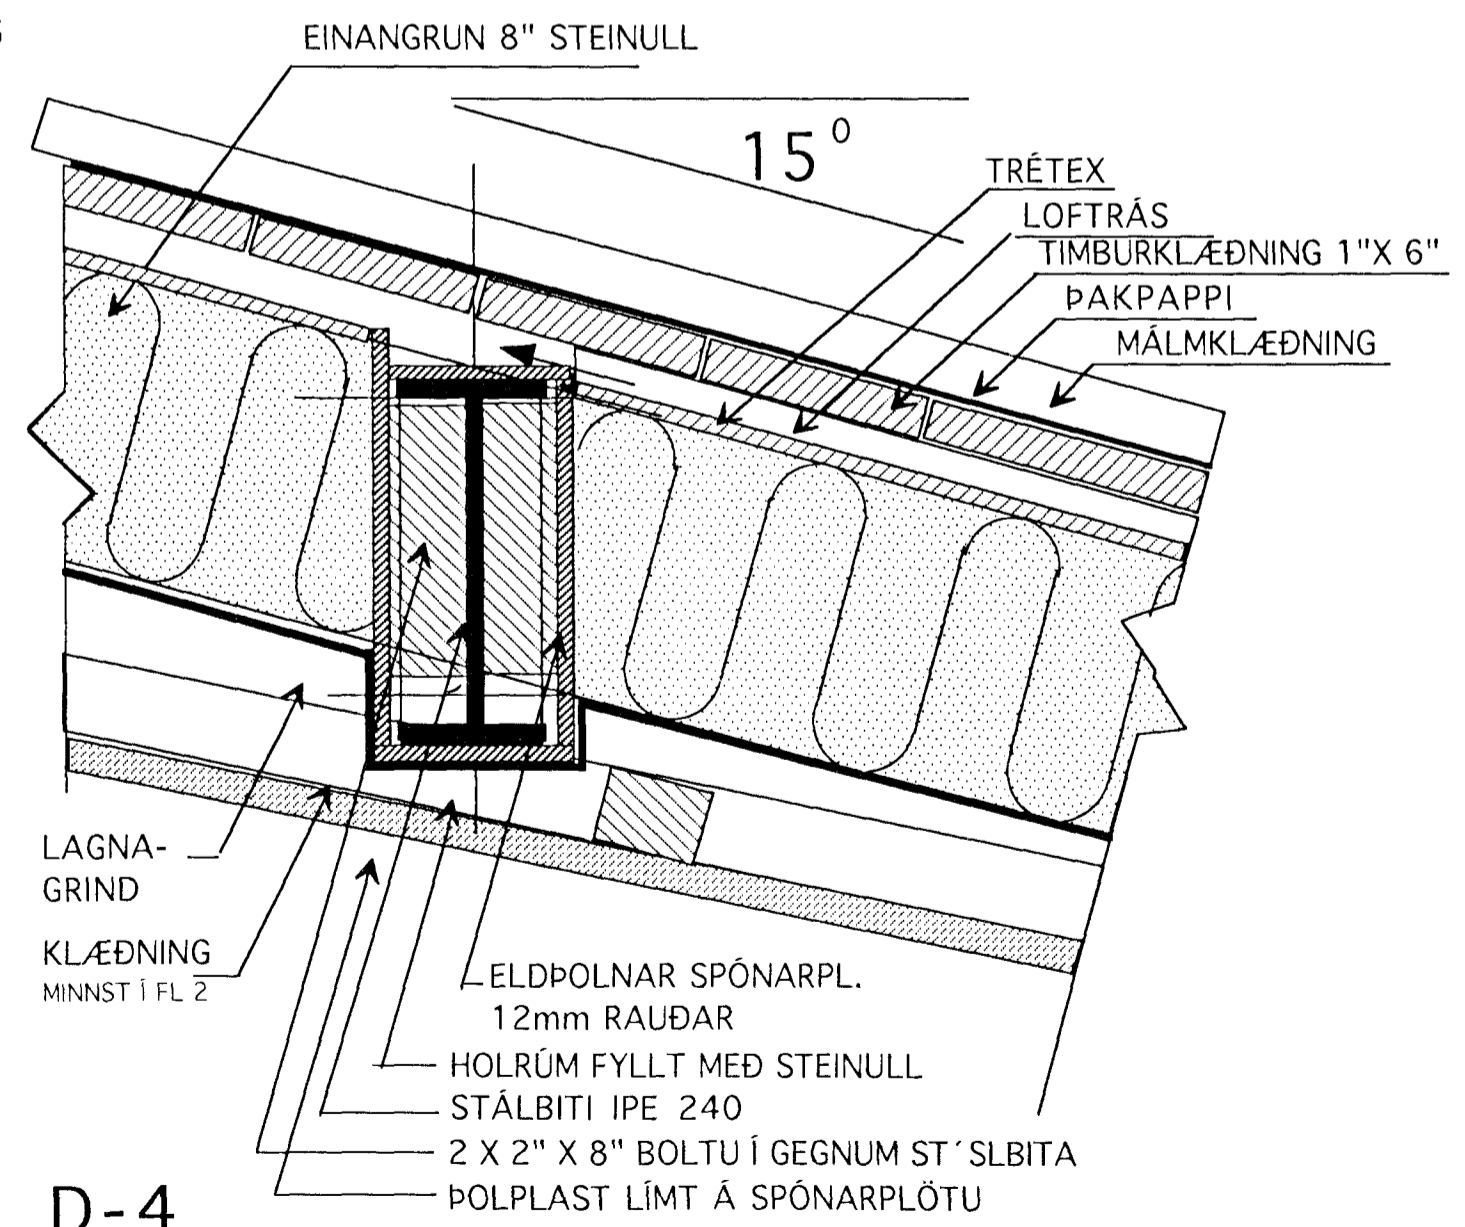 EINANGRUN 8" STEINULL
15°
TRÉTEX
LOFTRÁS
TIMBURKLÆÐNING 1"X 6"
ÞAKPAPPI
MÁLMKLÆÐNING
LAGNA-
GRIND
KLÆÐNING
MINNST Í FL 2
ELDÞOLNAR SPÓNARPL.
12mm RAUÐAR
HOLRÚM FYLLT MEÐ STEINULL
STÁLBITI IPE 240
2 X 2" X 8" BOLTU Í GEGNUM ST´SLBITA
ÞOLPLAST LÍMT Á SPÓNARPLÖTU
D-4